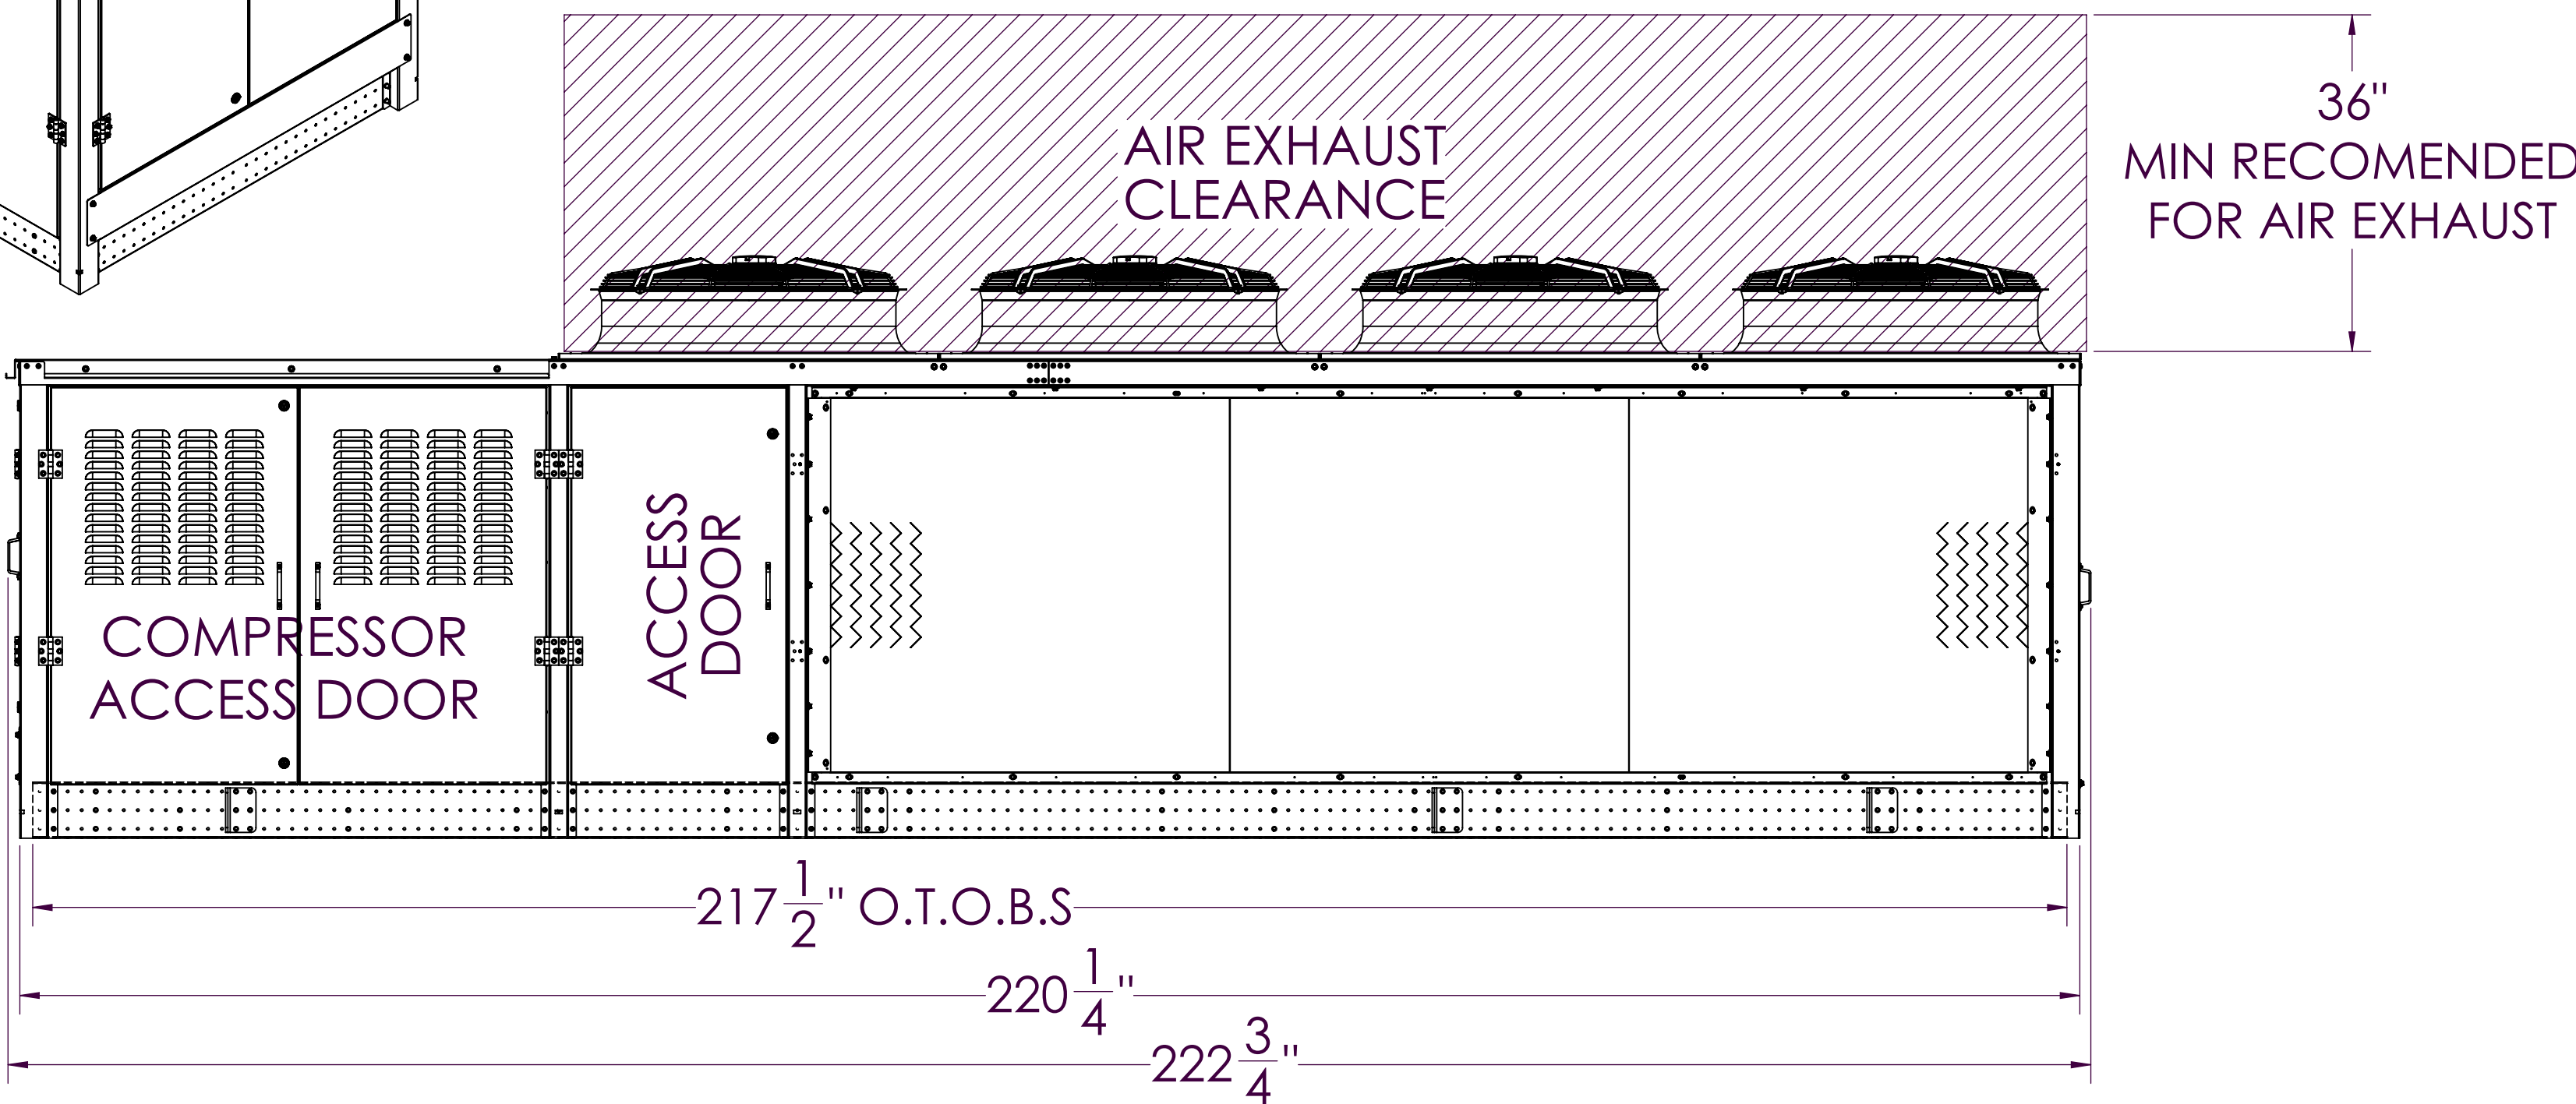 AIR EXHAUST
CLEARANCE
36"
MIN RECOMENDED
FOR AIR EXHAUST
COMPRESSOR
ACCESS DOOR
ACCESS
DOOR
217 1/2" O.T.O.B.S
220 1/4"
222 3/4"